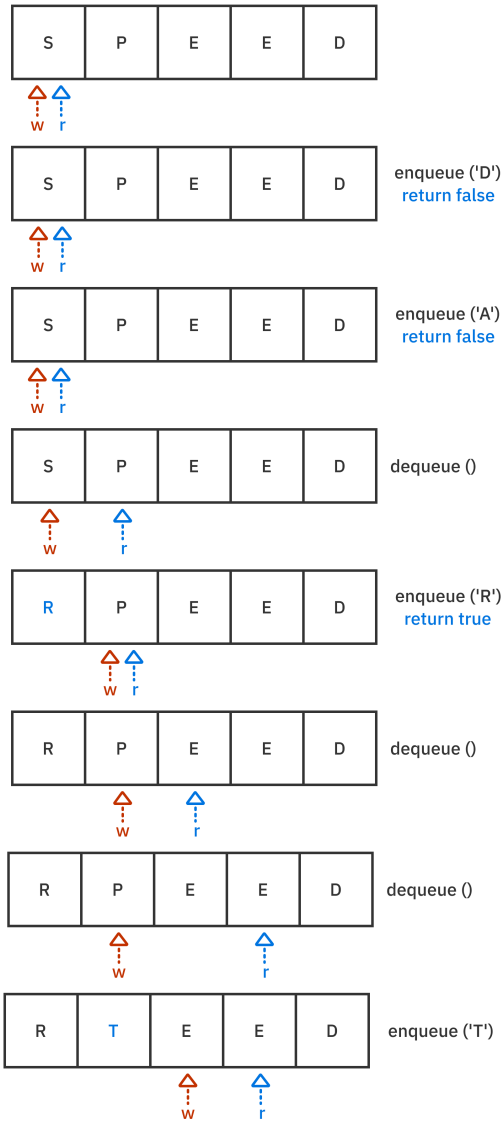 S P E E D
w r
S P E E D
enqueue ('D')
return false
w r
S P E E D
enqueue ('A')
return false
w r
S P E E D
dequeue ()
w r
R P E E D
enqueue ('R')
return true
w r
R P E E D
dequeue ()
w r
R P E E D
dequeue ()
w r
R T E E D
enqueue ('T')
w r